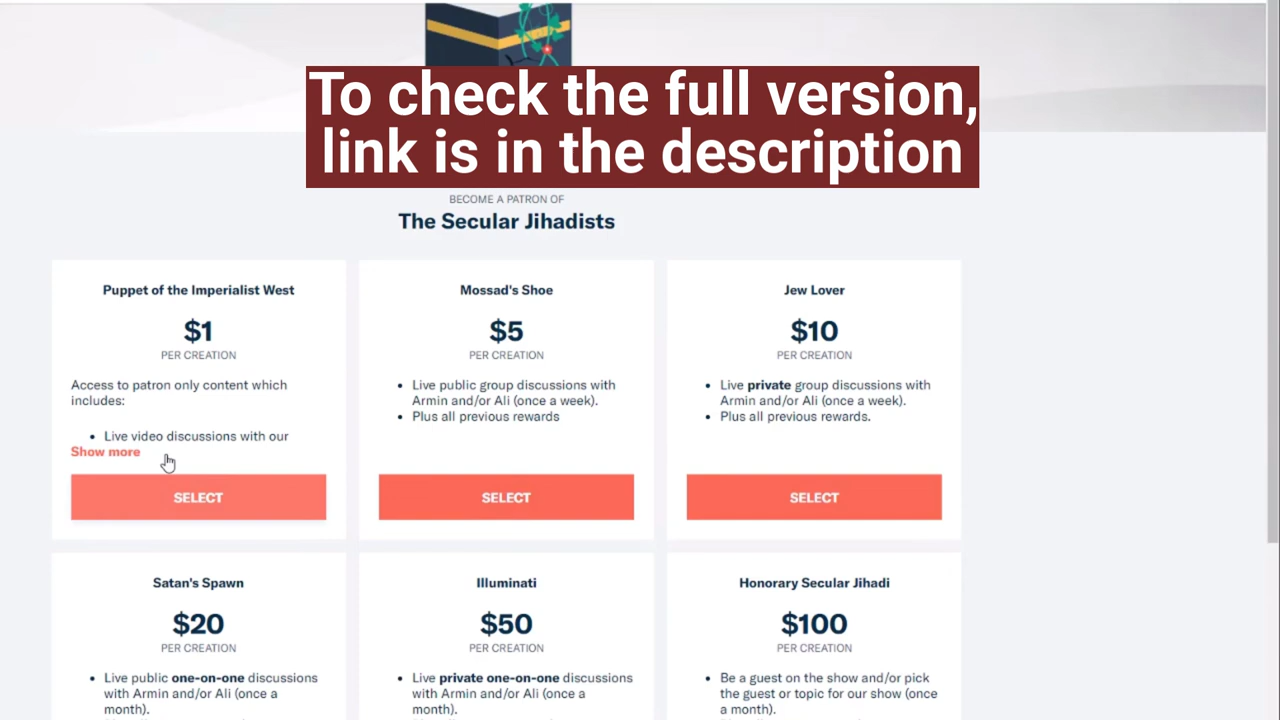 To check the full version,
link is in the description
BECOME A PATRON OF
The Secular Jihadists
Puppet of the Imperialist West
$1
PER CREATION
Access to patron only content which
includes:
• Live video discussions with our
Show more
SELECT
Mossad's Shoe
$5
PER CREATION
• Live public group discussions with
Armin and/or Ali (once a week).
• Plus all previous rewards
SELECT
Jew Lover
$10
PER CREATION
• Live private group discussions with
Armin and/or Ali (once a week).
• Plus all previous rewards.
SELECT
Satan's Spawn
$20
PER CREATION
• Live public one-on-one discussions
with Armin and/or Ali (once a
month).
Illuminati
$50
PER CREATION
• Live private one-on-one discussions
with Armin and/or Ali (once a
month).
Honorary Secular Jihadi
$100
PER CREATION
• Be a guest on the show and/or pick
the guest or topic for our show (once
a month).